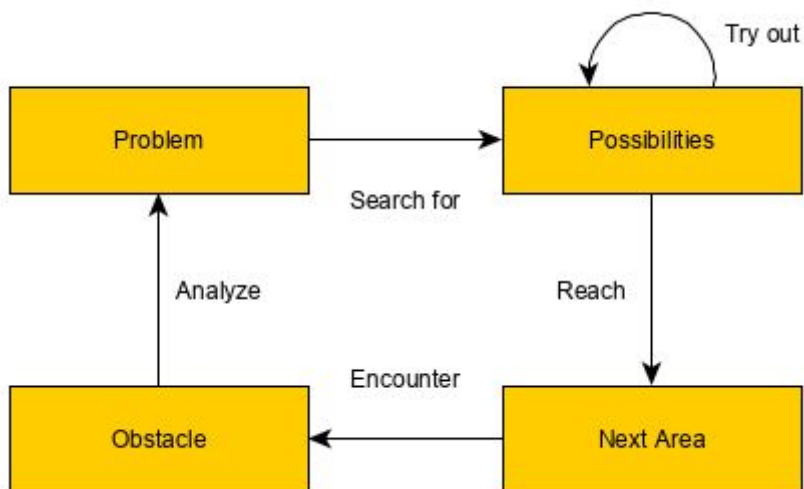 Try out
Problem
Possibilities
Search for
Analyze
Reach
Encounter
Obstacle
Next Area